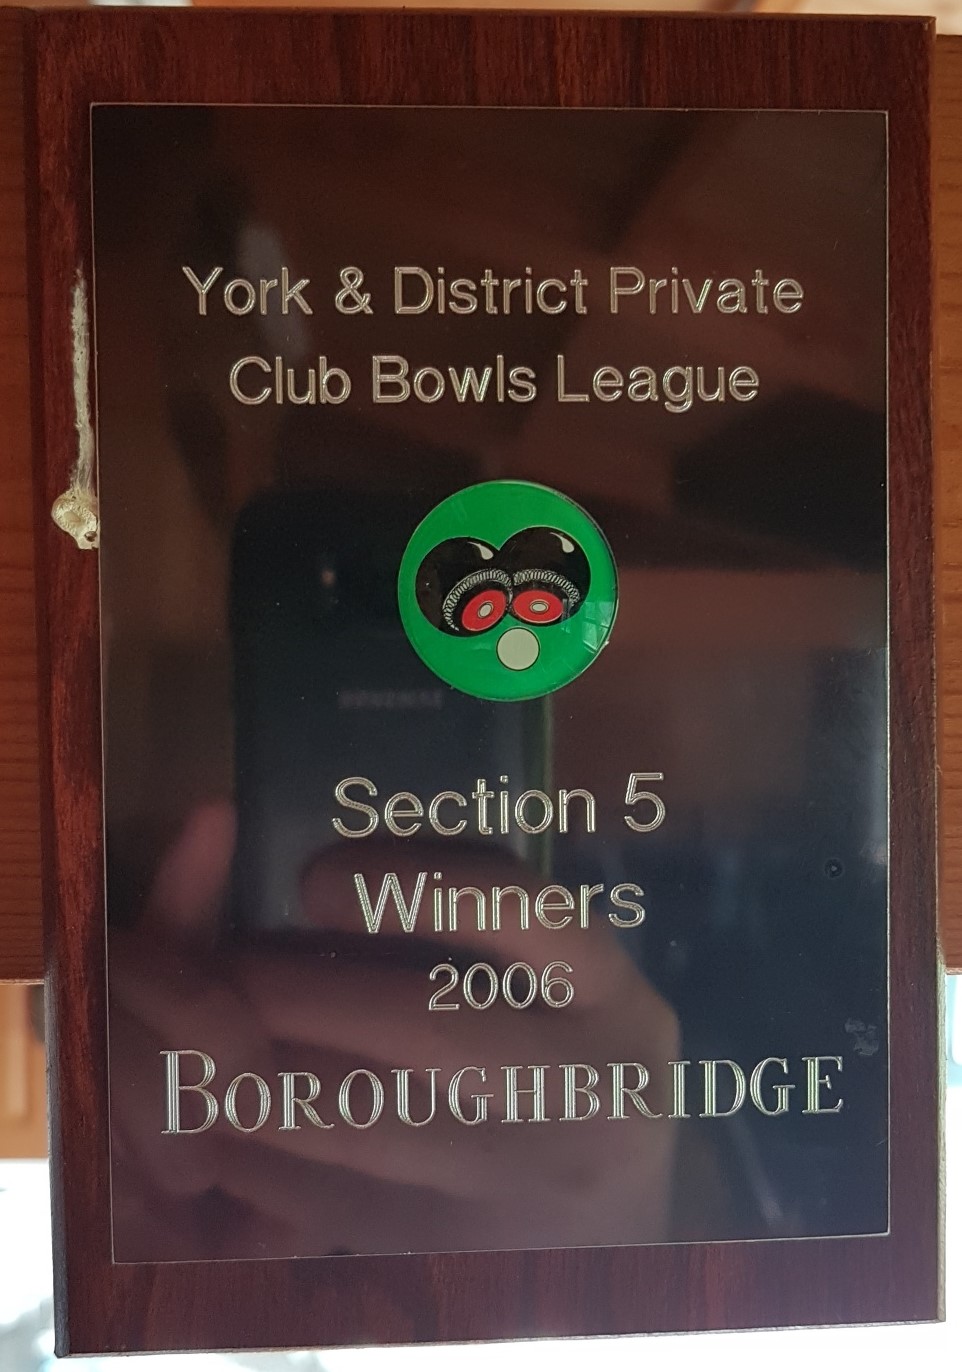 York & District Private
Club Bowls League
Section 5
Winners
2006
BOROUGHBRIDGE